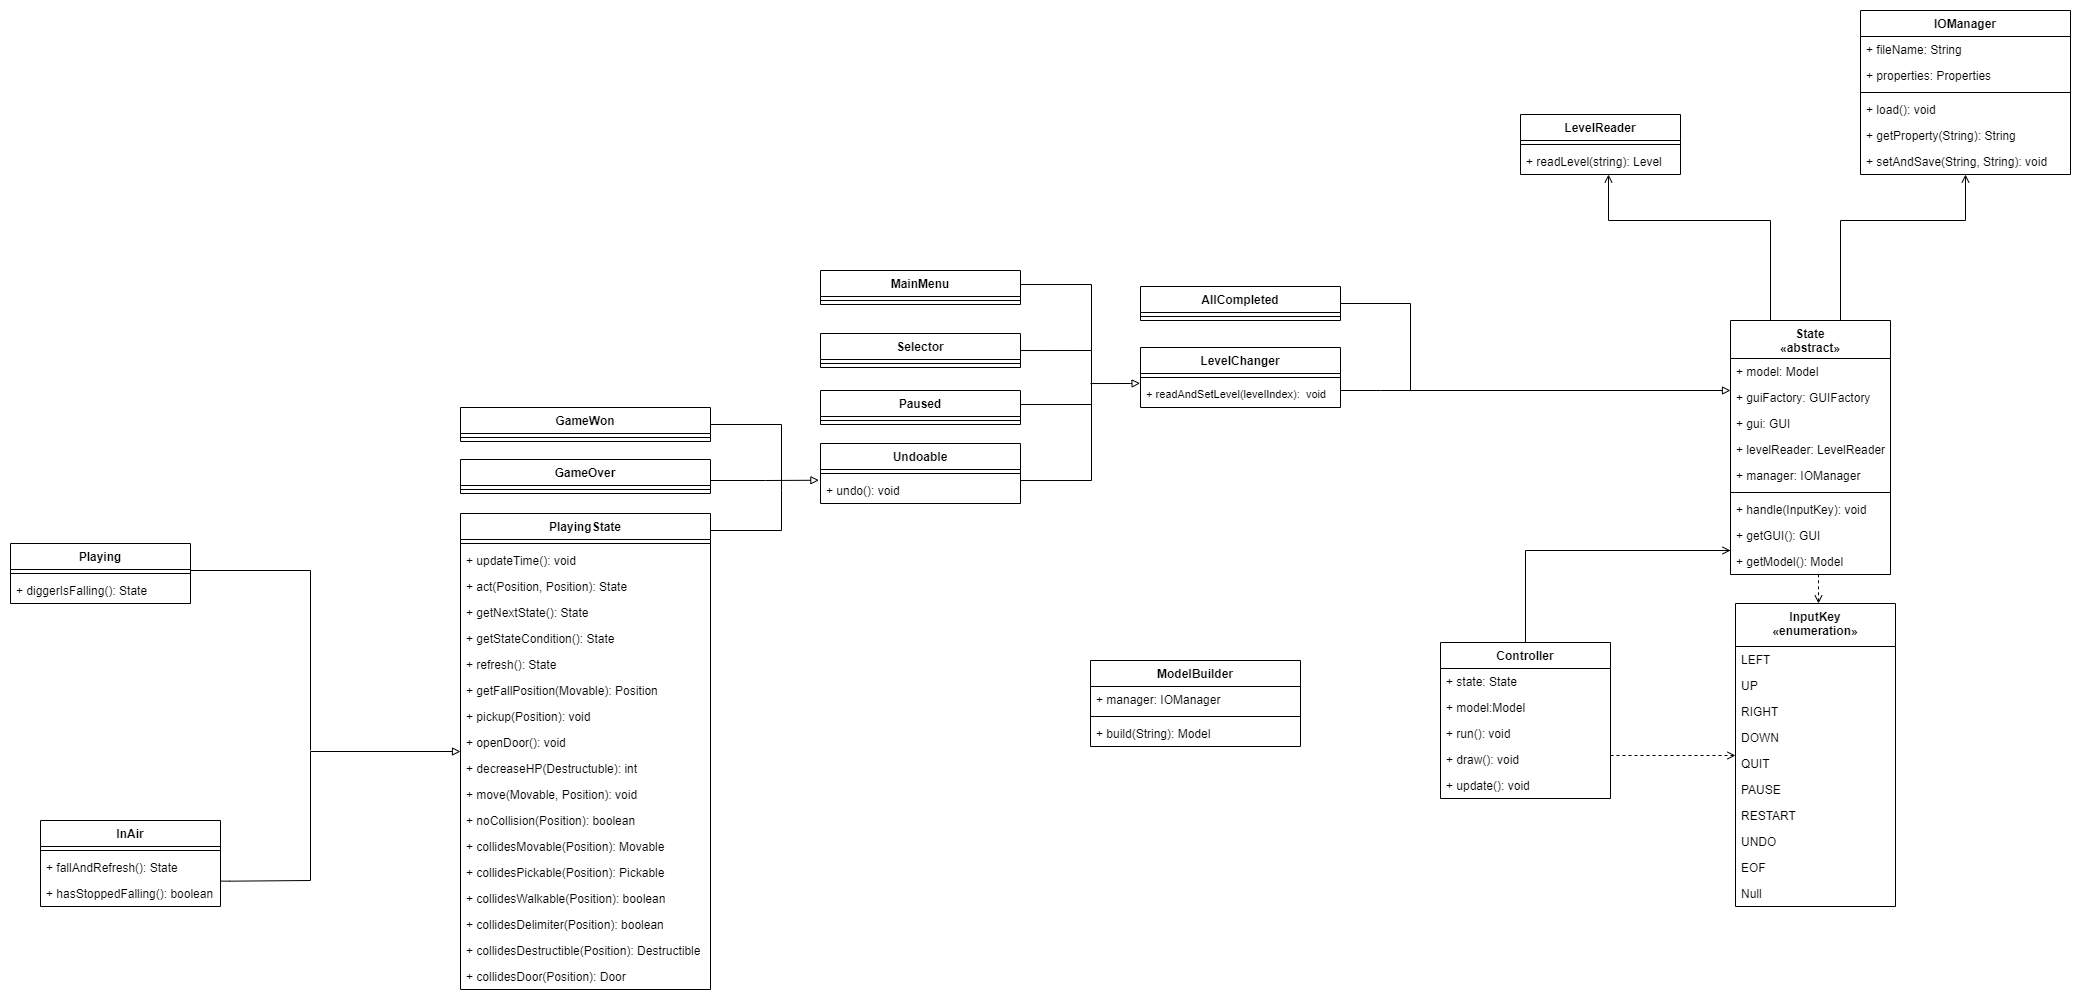 IOManager
+ fileName: String
+ properties: Properties
+ load(): void
+ getProperty(String): String
+ setAndSave(String, String): void
LevelReader
+ readLevel(string): Level
MainMenu
Selector
Paused
Undoable
+ undo(): void
AllCompleted
LevelChanger
+ readAndSetLevel(levelIndex):  void
State
«abstract»
+ model: Model
+ guiFactory: GUIFactory
+ gui: GUI
+ levelReader: LevelReader
+ manager: IOManager
+ handle(InputKey): void
+ getGUI(): GUI
+ getModel(): Model
GameWon
GameOver
PlayingState
+ updateTime(): void
+ act(Position, Position): State
+ getNextState(): State
+ getStateCondition(): State
+ refresh(): State
+ getFallPosition(Movable): Position
+ pickup(Position): void
+ openDoor(): void
+ decreaseHP(Destructuble): int
+ move(Movable, Position): void
+ noCollision(Position): boolean
+ collidesMovable(Position): Movable
+ collidesPickable(Position): Pickable
+ collidesWalkable(Position): boolean
+ collidesDelimiter(Position): boolean
+ collidesDestructible(Position): Destructible
+ collidesDoor(Position): Door
Playing
+ diggerIsFalling(): State
InAir
+ fallAndRefresh(): State
+ hasStoppedFalling(): boolean
ModelBuilder
+ manager: IOManager
+ build(String): Model
Controller
+ state: State
+ model:Model
+ run(): void
+ draw(): void
+ update(): void
InputKey
«enumeration»
LEFT
UP
RIGHT
DOWN
QUIT
PAUSE
RESTART
UNDO
EOF
Null